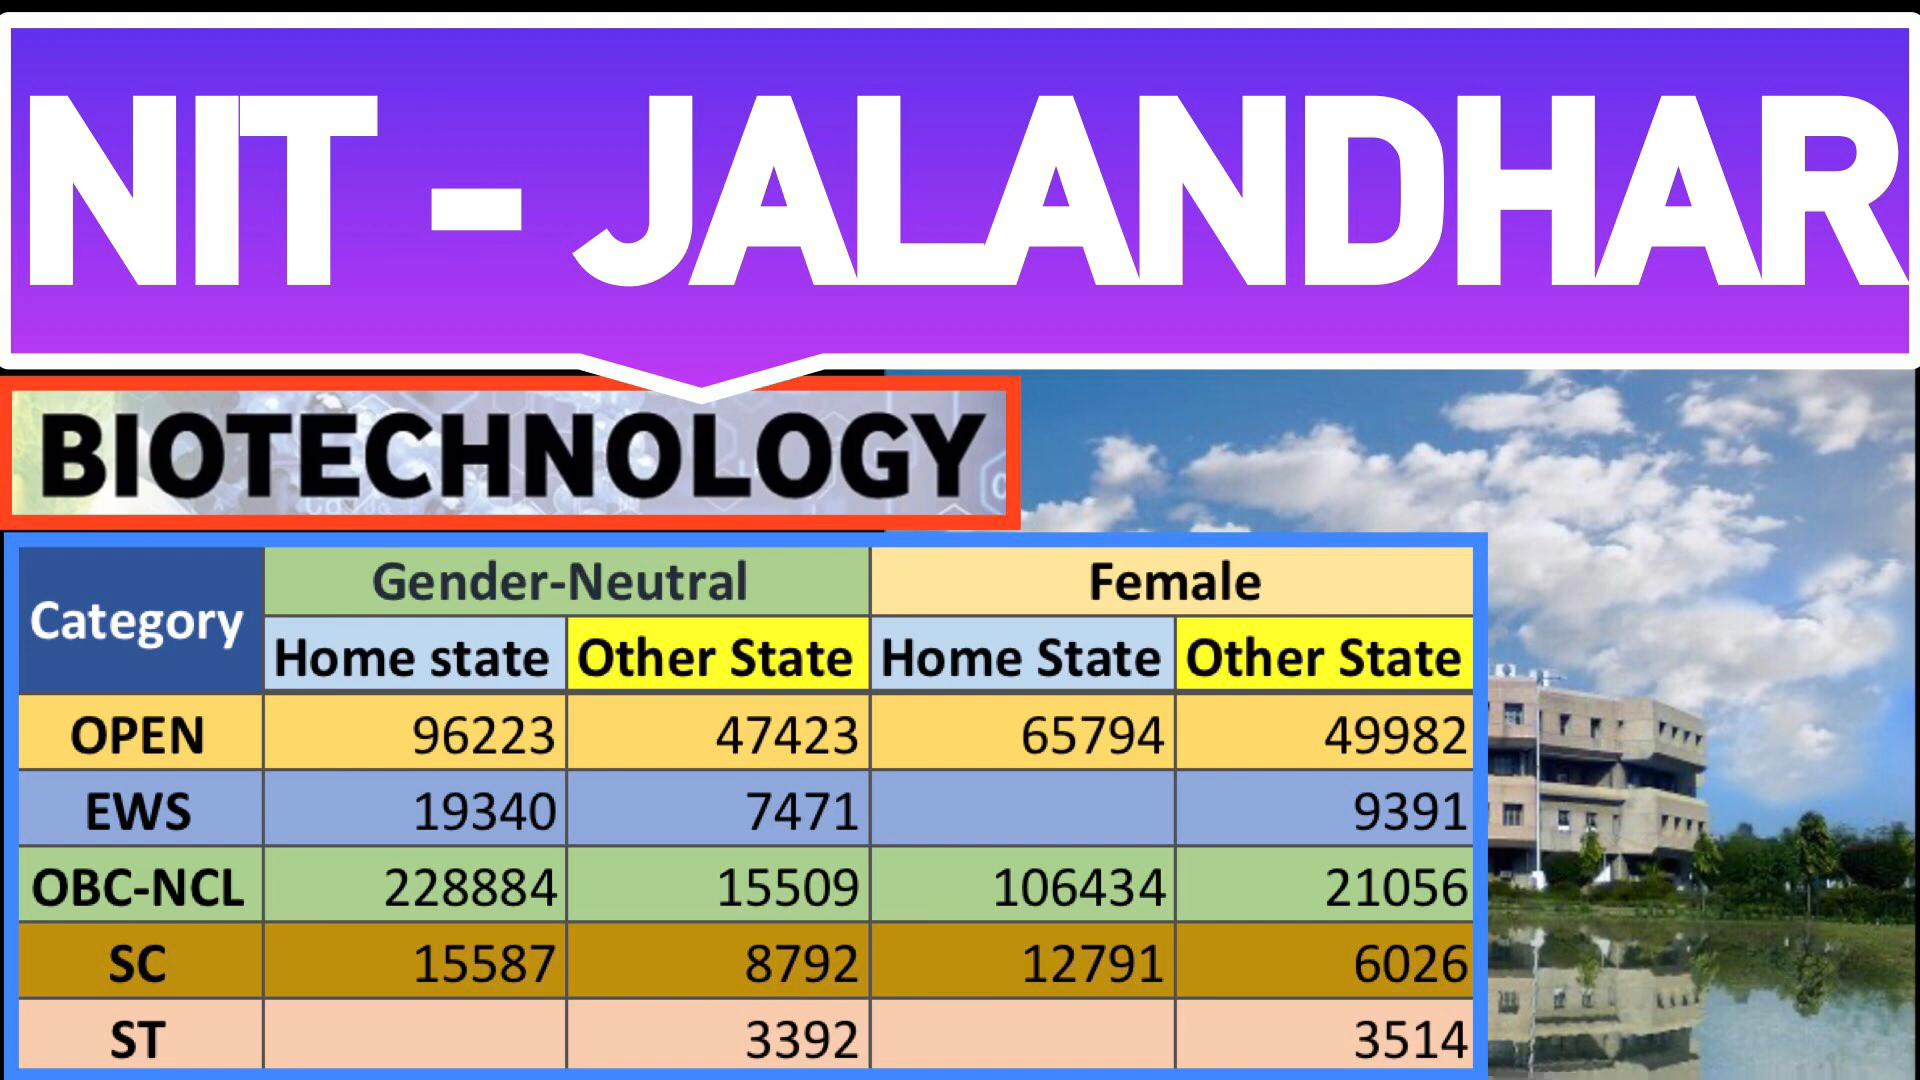 NIT - JALANDHAR
BIOTECHNOLOGY
Category Gender-Neutral Female
Home state Other State Home State Other State
OPEN 96223 47423 65794 49982
EWS 19340 7471 9391
OBC-NCL 228884 15509 106434 21056
SC 15587 8792 12791 6026
ST 3392 3514